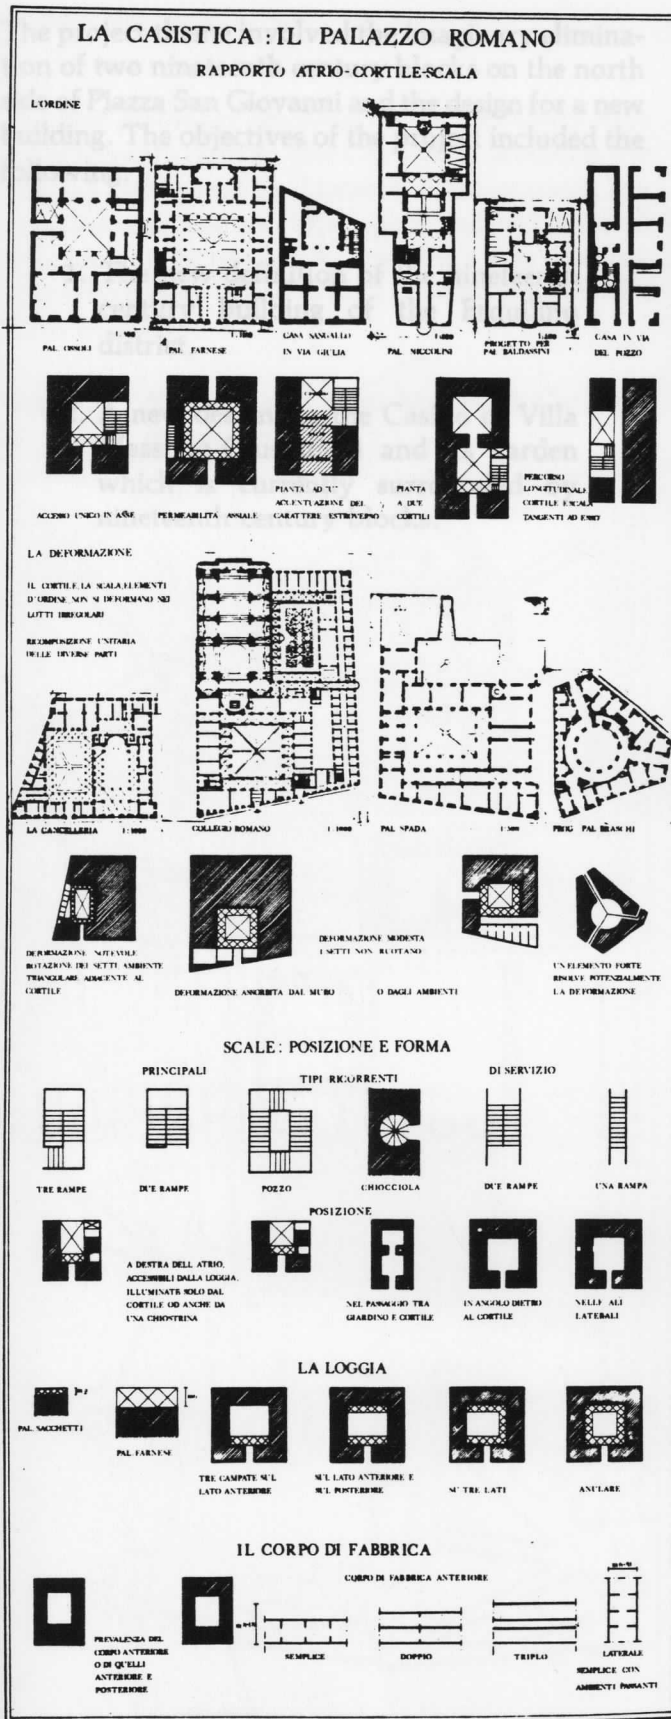 LA CASISTICA · IL PALAZZO ROMANO
RAPPORTO ATRIO-CORTILE-SCALA
L'ORDINE
PAL. OSSOLI
PAL. FARNESE
CASA SANGALLO
IN VIA GIULIA
PAL. NICCOLINI
PROGETTO PER
PAL BALDASSINI
CASA IN VIA
DEL POZZO
ACCESSO UNICO IN ASSE
PERMEABILITÀ ASSIALE
PIANTA AD "U"
ACCENTUAZIONE DEL
CARATTERE ESTROVERSO
PIANTA
A DUE
CORTILI
PERCORSO
LONGITUDINALE
CORTILE E SCALA
TANGENTI AD ESSO
LA DEFORMAZIONE
IL CORTILE, LA SCALA, ELEMENTI
D'ORDINE NON SI DEFORMANO NEI
LOTTI IRREGOLARI
RICOMPOSIZIONE UNITARIA
DELLE DIVERSE PARTI
LA CANCELLERIA 1:1000
COLLEGIO ROMANO 1:1000
PAL SPADA 1:500
PROG PAL BRASCHI
DEFORMAZIONE NOTEVOLE
ROTAZIONE DEI SETTI AMBIENTE
TRIANGOLARE ADIACENTE AL
CORTILE
DEFORMAZIONE ASSORBITA DAL MURO
DEFORMAZIONE MODESTA
I SETTI NON RUOTANO
O DAGLI AMBIENTI
UN ELEMENTO FORTE
RISOLVE POTENZIALMENTE
LA DEFORMAZIONE
SCALE: POSIZIONE E FORMA
PRINCIPALI
TIPI RICORRENTI
DI SERVIZIO
TRE RAMPE
DUE RAMPE
POZZO
CHIOCCIOLA
DUE RAMPE
UNA RAMPA
POSIZIONE
A DESTRA DELL ATRIO,
ACCESSIBILI DALLA LOGGIA,
ILLUMINATE SOLO DAL
CORTILE OD ANCHE DA
UNA CHIOSTRINA
NEL PASSAGGIO TRA
GIARDINO E CORTILE
IN ANGOLO DIETRO
AL CORTILE
NELLE ALI
LATERALI
LA LOGGIA
PAL. SACCHETTI
PAL. FARNESE
TRE CAMPATE SUL
LATO ANTERIORE
SUL LATO ANTERIORE E
SUL POSTERIORE
SU TRE LATI
ANULARE
IL CORPO DI FABBRICA
CORPO DI FABBRICA ANTERIORE
PREVALENZA DEL
CORPO ANTERIORE
O DI QUELLI
ANTERIORE E
POSTERIORE
SEMPLICE
DOPPIO
TRIPLO
LATERALE
SEMPLICE CON
AMBIENTI PASSANTI